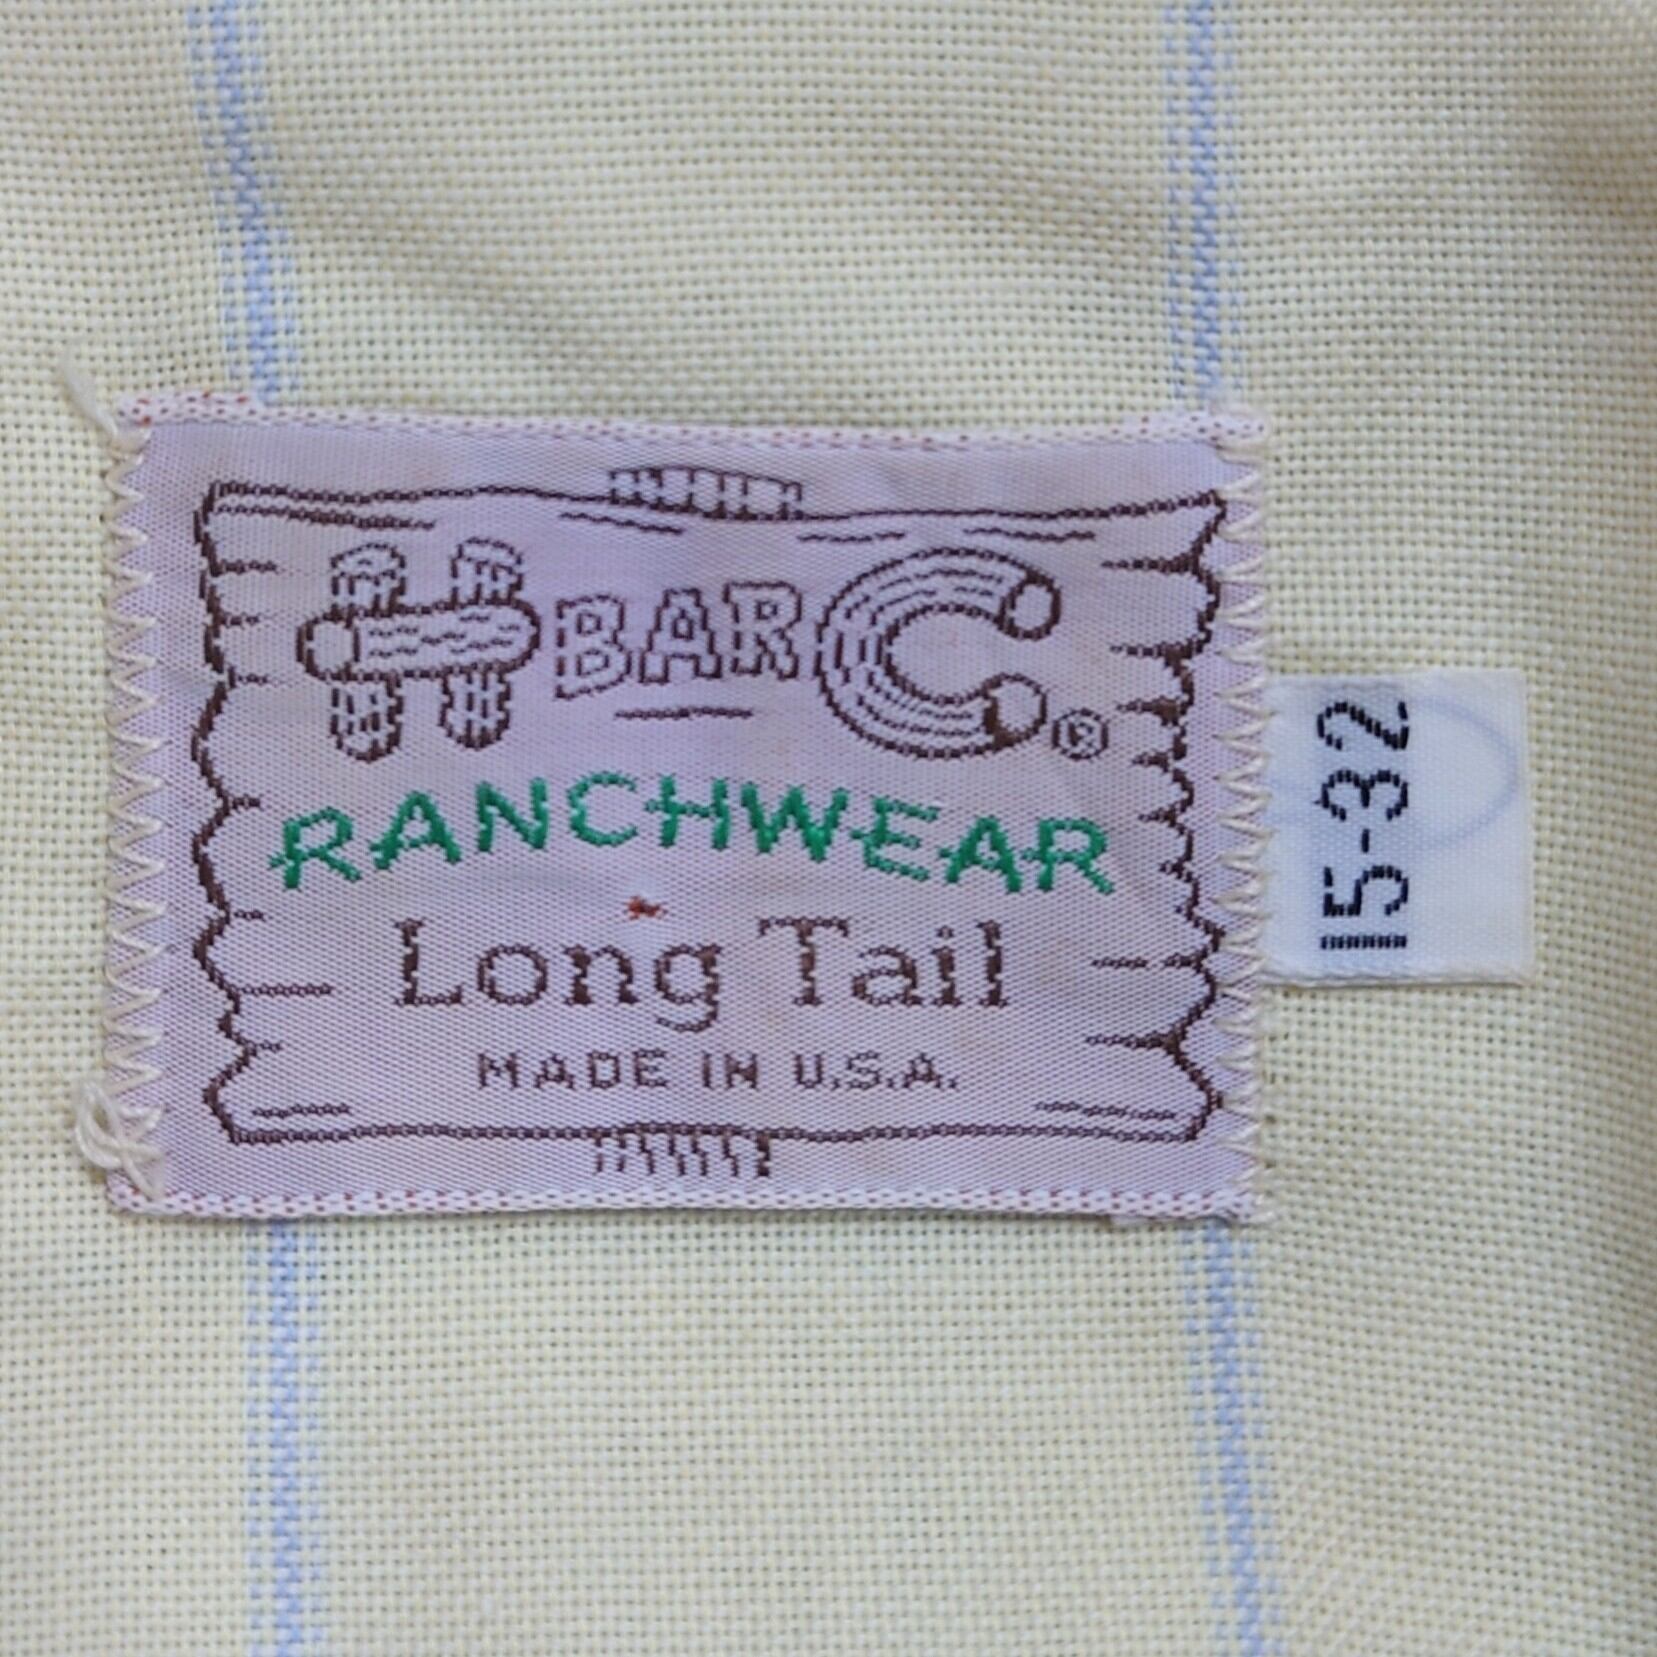 H BAR C ®
RANCHWEAR
Long Tail
MADE IN U.S.A.
15-32